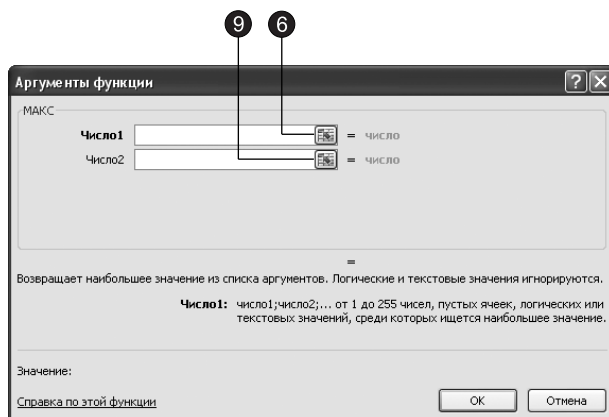 9 6
Аргументы функции
МАКС
Число1 = число
Число2 = число
=
Возвращает наибольшее значение из списка аргументов. Логические и текстовые значения игнорируются.
Число1: число1;число2;... от 1 до 255 чисел, пустых ячеек, логических или
текстовых значений, среди которых ищется наибольшее значение.
Значение:
Справка по этой функции OK Отмена